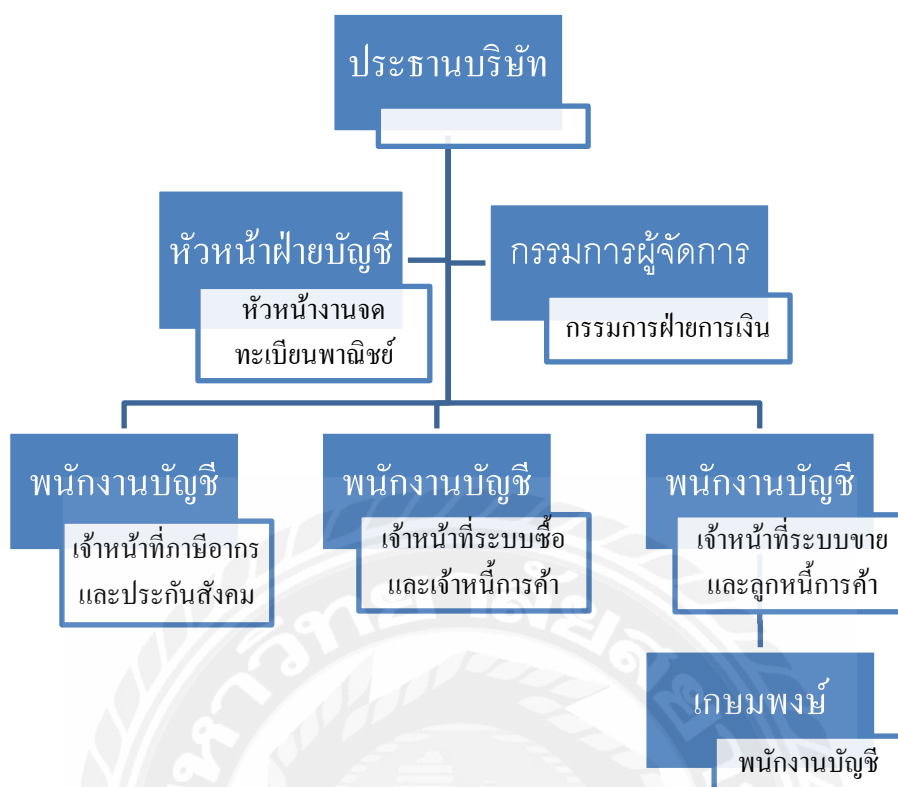 ประธานบริษัท
หัวหน้าฝ่ายบัญชี
หัวหน้างานจด
ทะเบียนพาณิชย์
กรรมการผู้จัดการ
กรรมการฝ่ายการเงิน
พนักงานบัญชี
เจ้าหน้าที่ภาษีอากร
และประกันสังคม
พนักงานบัญชี
เจ้าหน้าที่ระบบซื้อ
และเจ้าหนี้การค้า
พนักงานบัญชี
เจ้าหน้าที่ระบบขาย
และลูกหนี้การค้า
เกษมพงษ์
พนักงานบัญชี